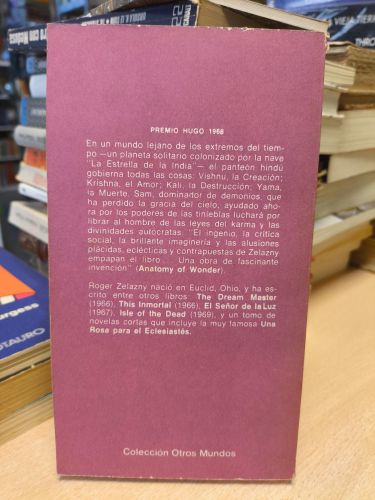 PREMIO HUGO 1968
En un mundo lejano de los extremos del tiem-
po —un planeta solitario colonizado por la nave
"La Estrella de la India"— el panteón hindú
gobierna todas las cosas: Vishnu, la Creación;
Krishna, el Amor; Kali, la Destrucción; Yama,
la Muerte. Sam, dominador de demonios, que
ha perdido la gracia del cielo, ayudado aho-
ra por los poderes de las tinieblas luchará por
librar al hombre de las leyes del karma y las
divinidades autócratas. "El ingenio, la crítica
social, la brillante imaginería y las alusiones
plácidas, eclécticas y contrapuestas de Zelazny
empapan el libro... Una obra de fascinante
invención" (Anatomy of Wonder).
Roger Zelazny nació en Euclid, Ohio, y ha es-
crito entre otros libros: The Dream Master
(1966), This Inmortal (1966), El Señor de la Luz
(1967), Isle of the Dead (1969), y un tomo de
novelas cortas que incluye la muy famosa Una
Rosa para el Eclesiastés.
Colección Otros Mundos
VIEJA TIERRA